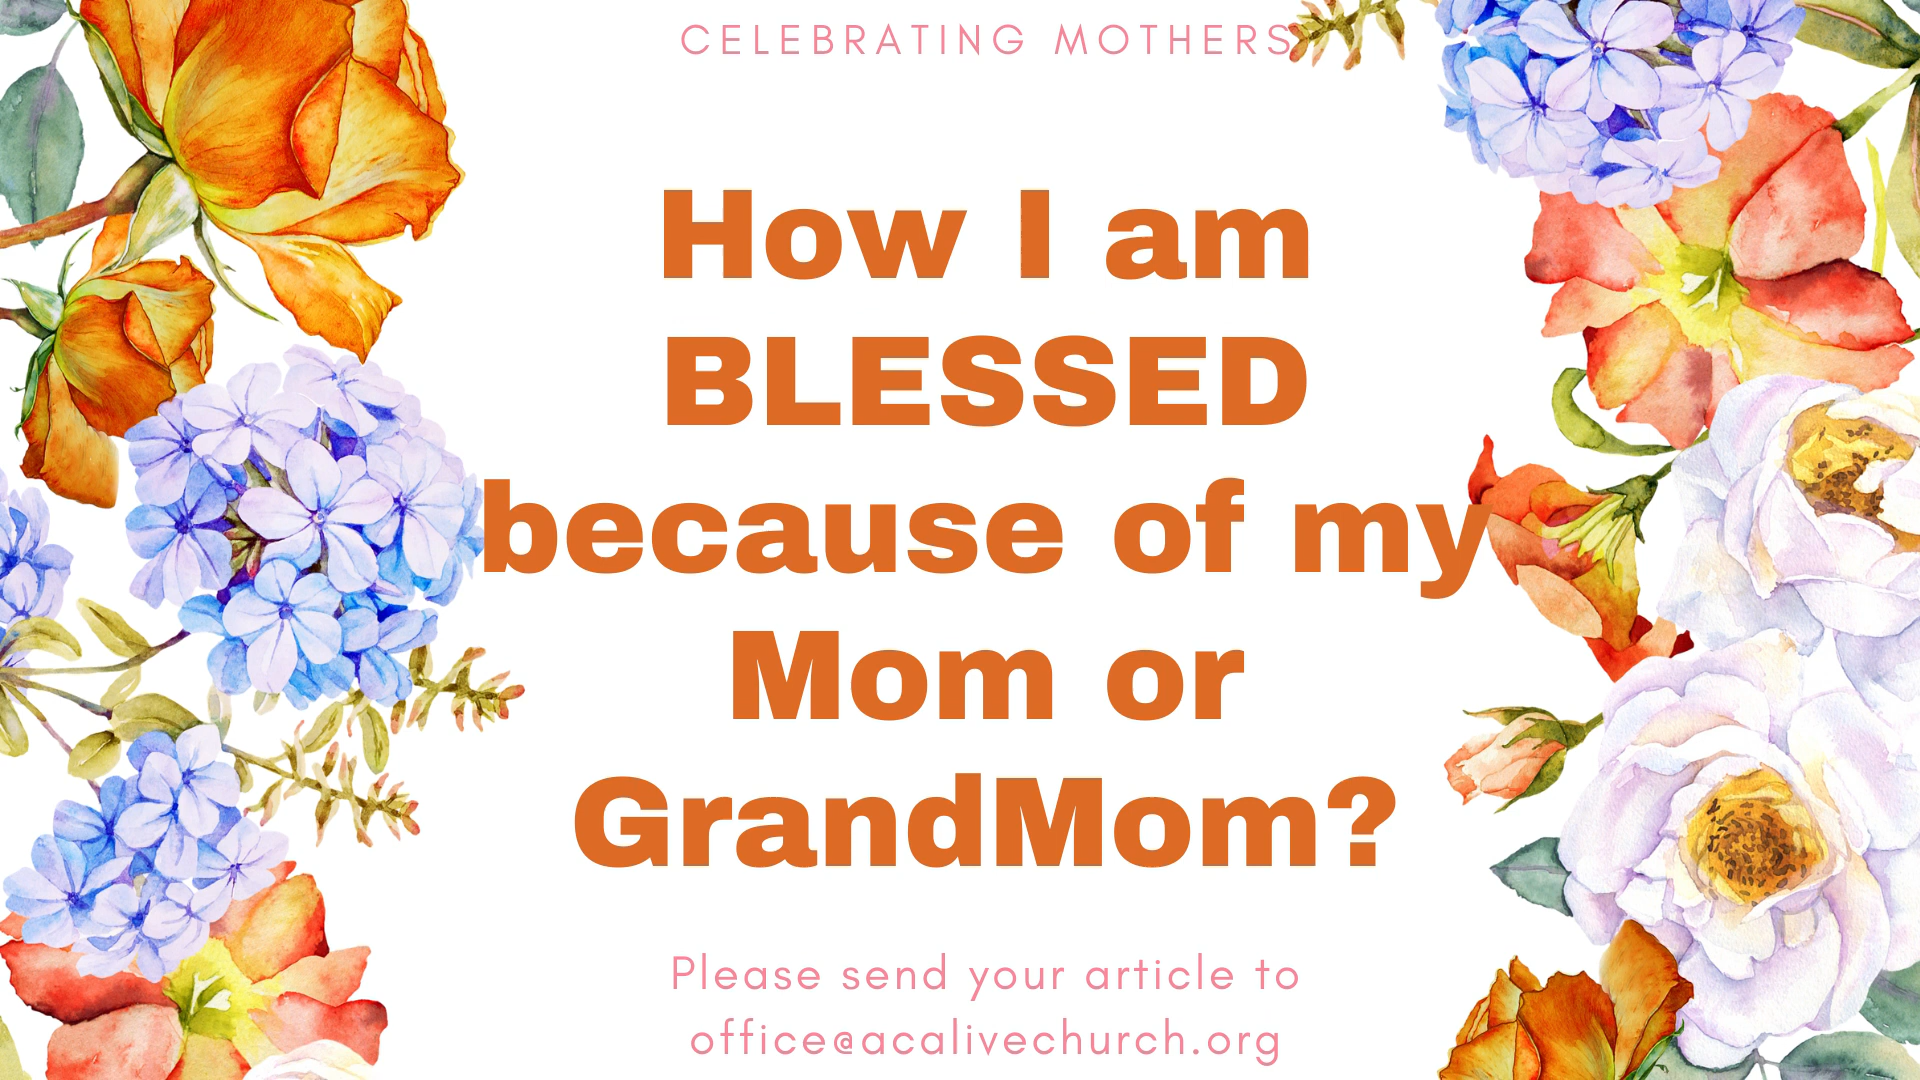 CELEBRATING MOTHERS
How I am
BLESSED
because of my
Mom or
GrandMom?
Please send your article to
office@acalivechurch.org